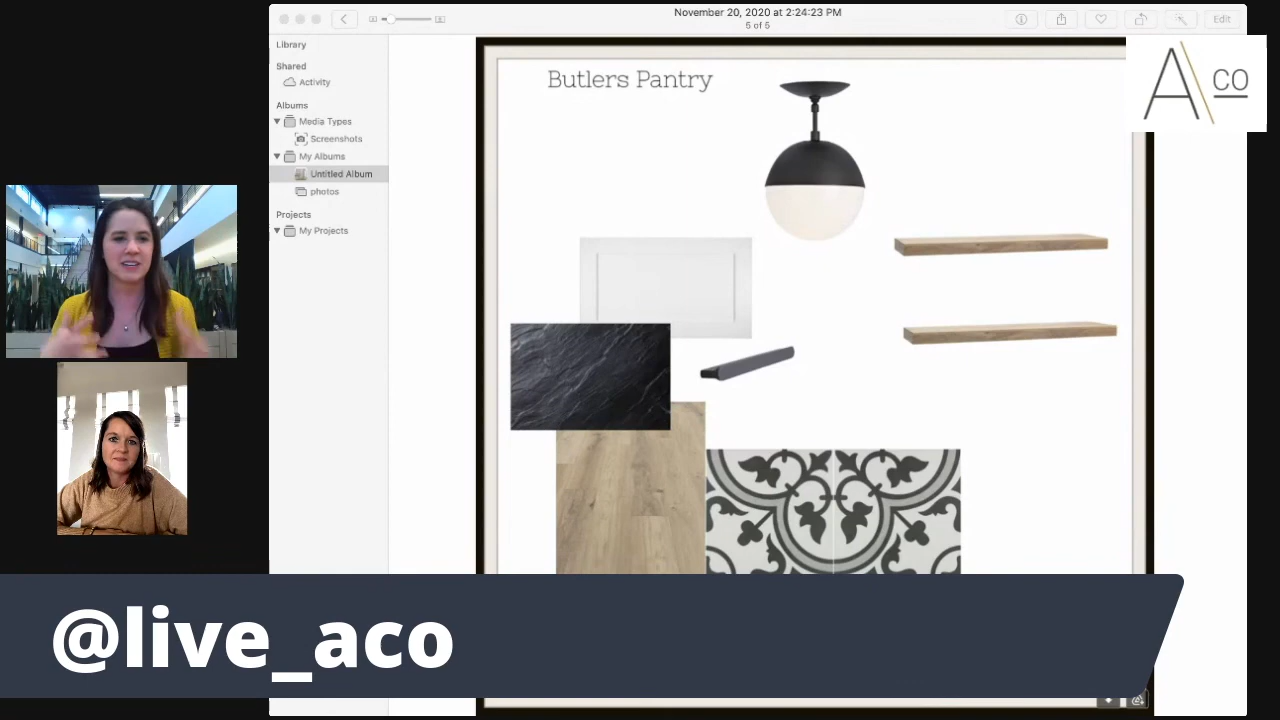 November 20, 2020 at 2:24:23 PM
5 of 5
Edit
Library
Shared
Activity
Albums
Media Types
Screenshots
My Albums
Untitled Album
photos
Projects
My Projects
Butlers Pantry
A\co
@live_aco